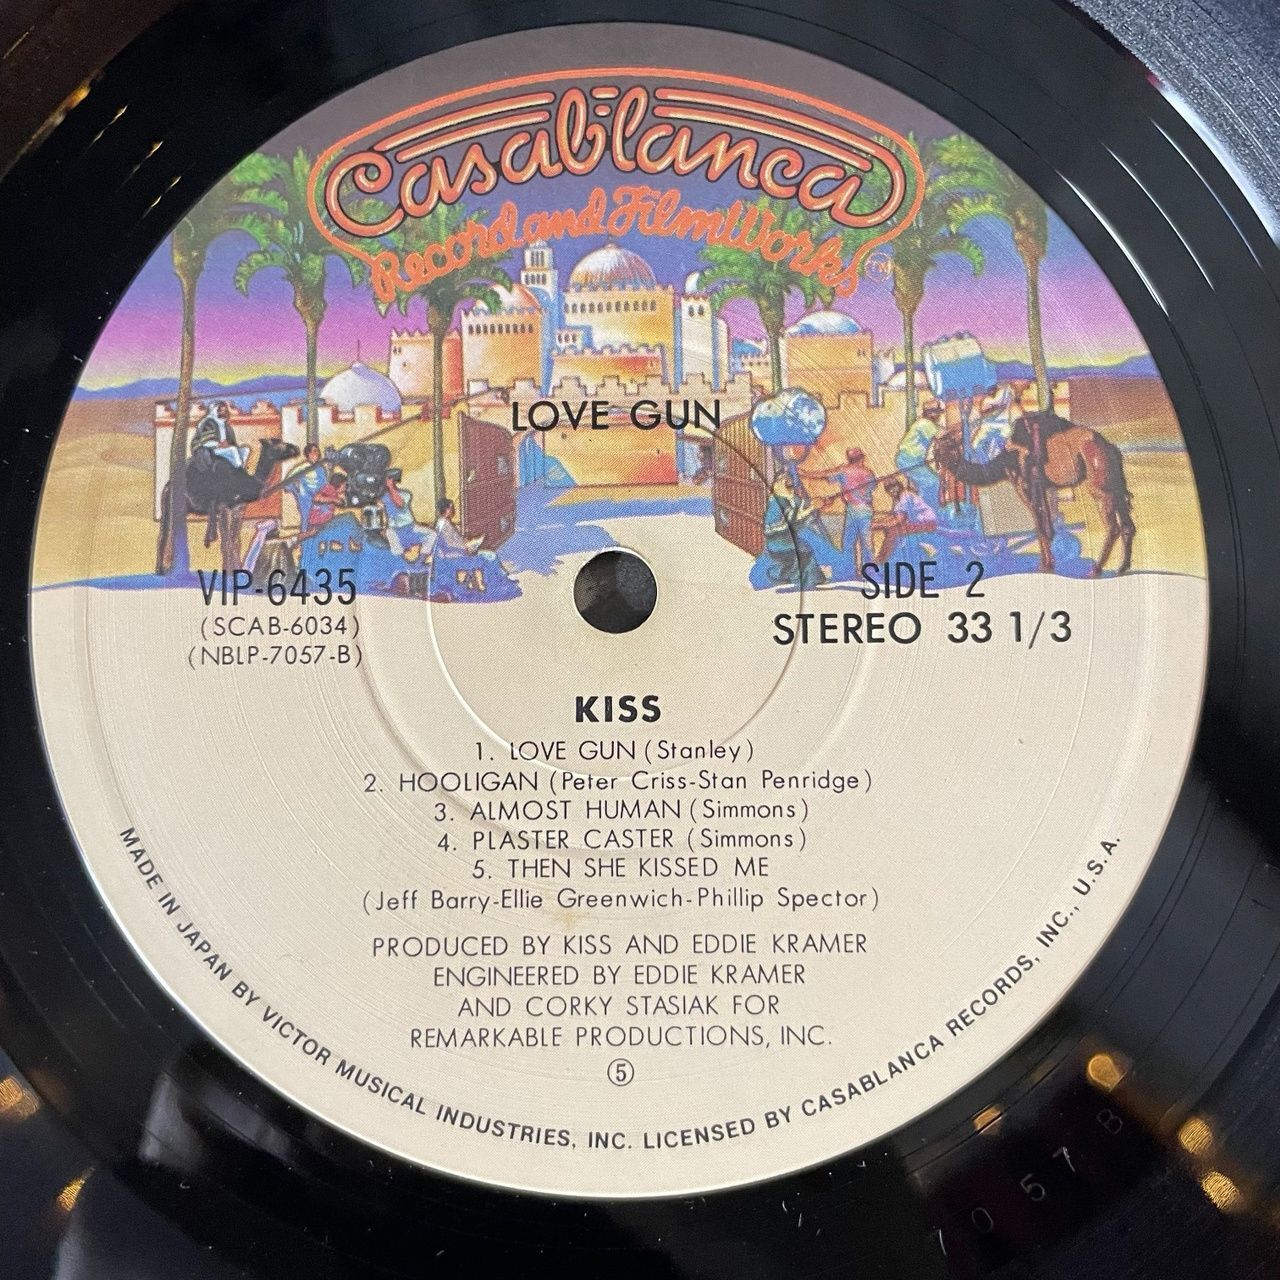 Casablanca
Record and FilmWorks
TM
LOVE GUN
VIP-6435
(SCAB-6034)
(NBLP-7057-B)
SIDE 2
STEREO 33 1/3
KISS
1. LOVE GUN (Stanley)
2. HOOLIGAN (Peter Criss-Stan Penridge)
3. ALMOST HUMAN (Simmons)
4. PLASTER CASTER (Simmons)
5. THEN SHE KISSED ME
(Jeff Barry-Ellie Greenwich-Phillip Spector)
PRODUCED BY KISS AND EDDIE KRAMER
ENGINEERED BY EDDIE KRAMER
AND CORKY STASIAK FOR
REMARKABLE PRODUCTIONS, INC.
⑤
MADE IN JAPAN BY VICTOR MUSICAL INDUSTRIES, INC. LICENSED BY CASABLANCA RECORDS, INC., U.S.A.